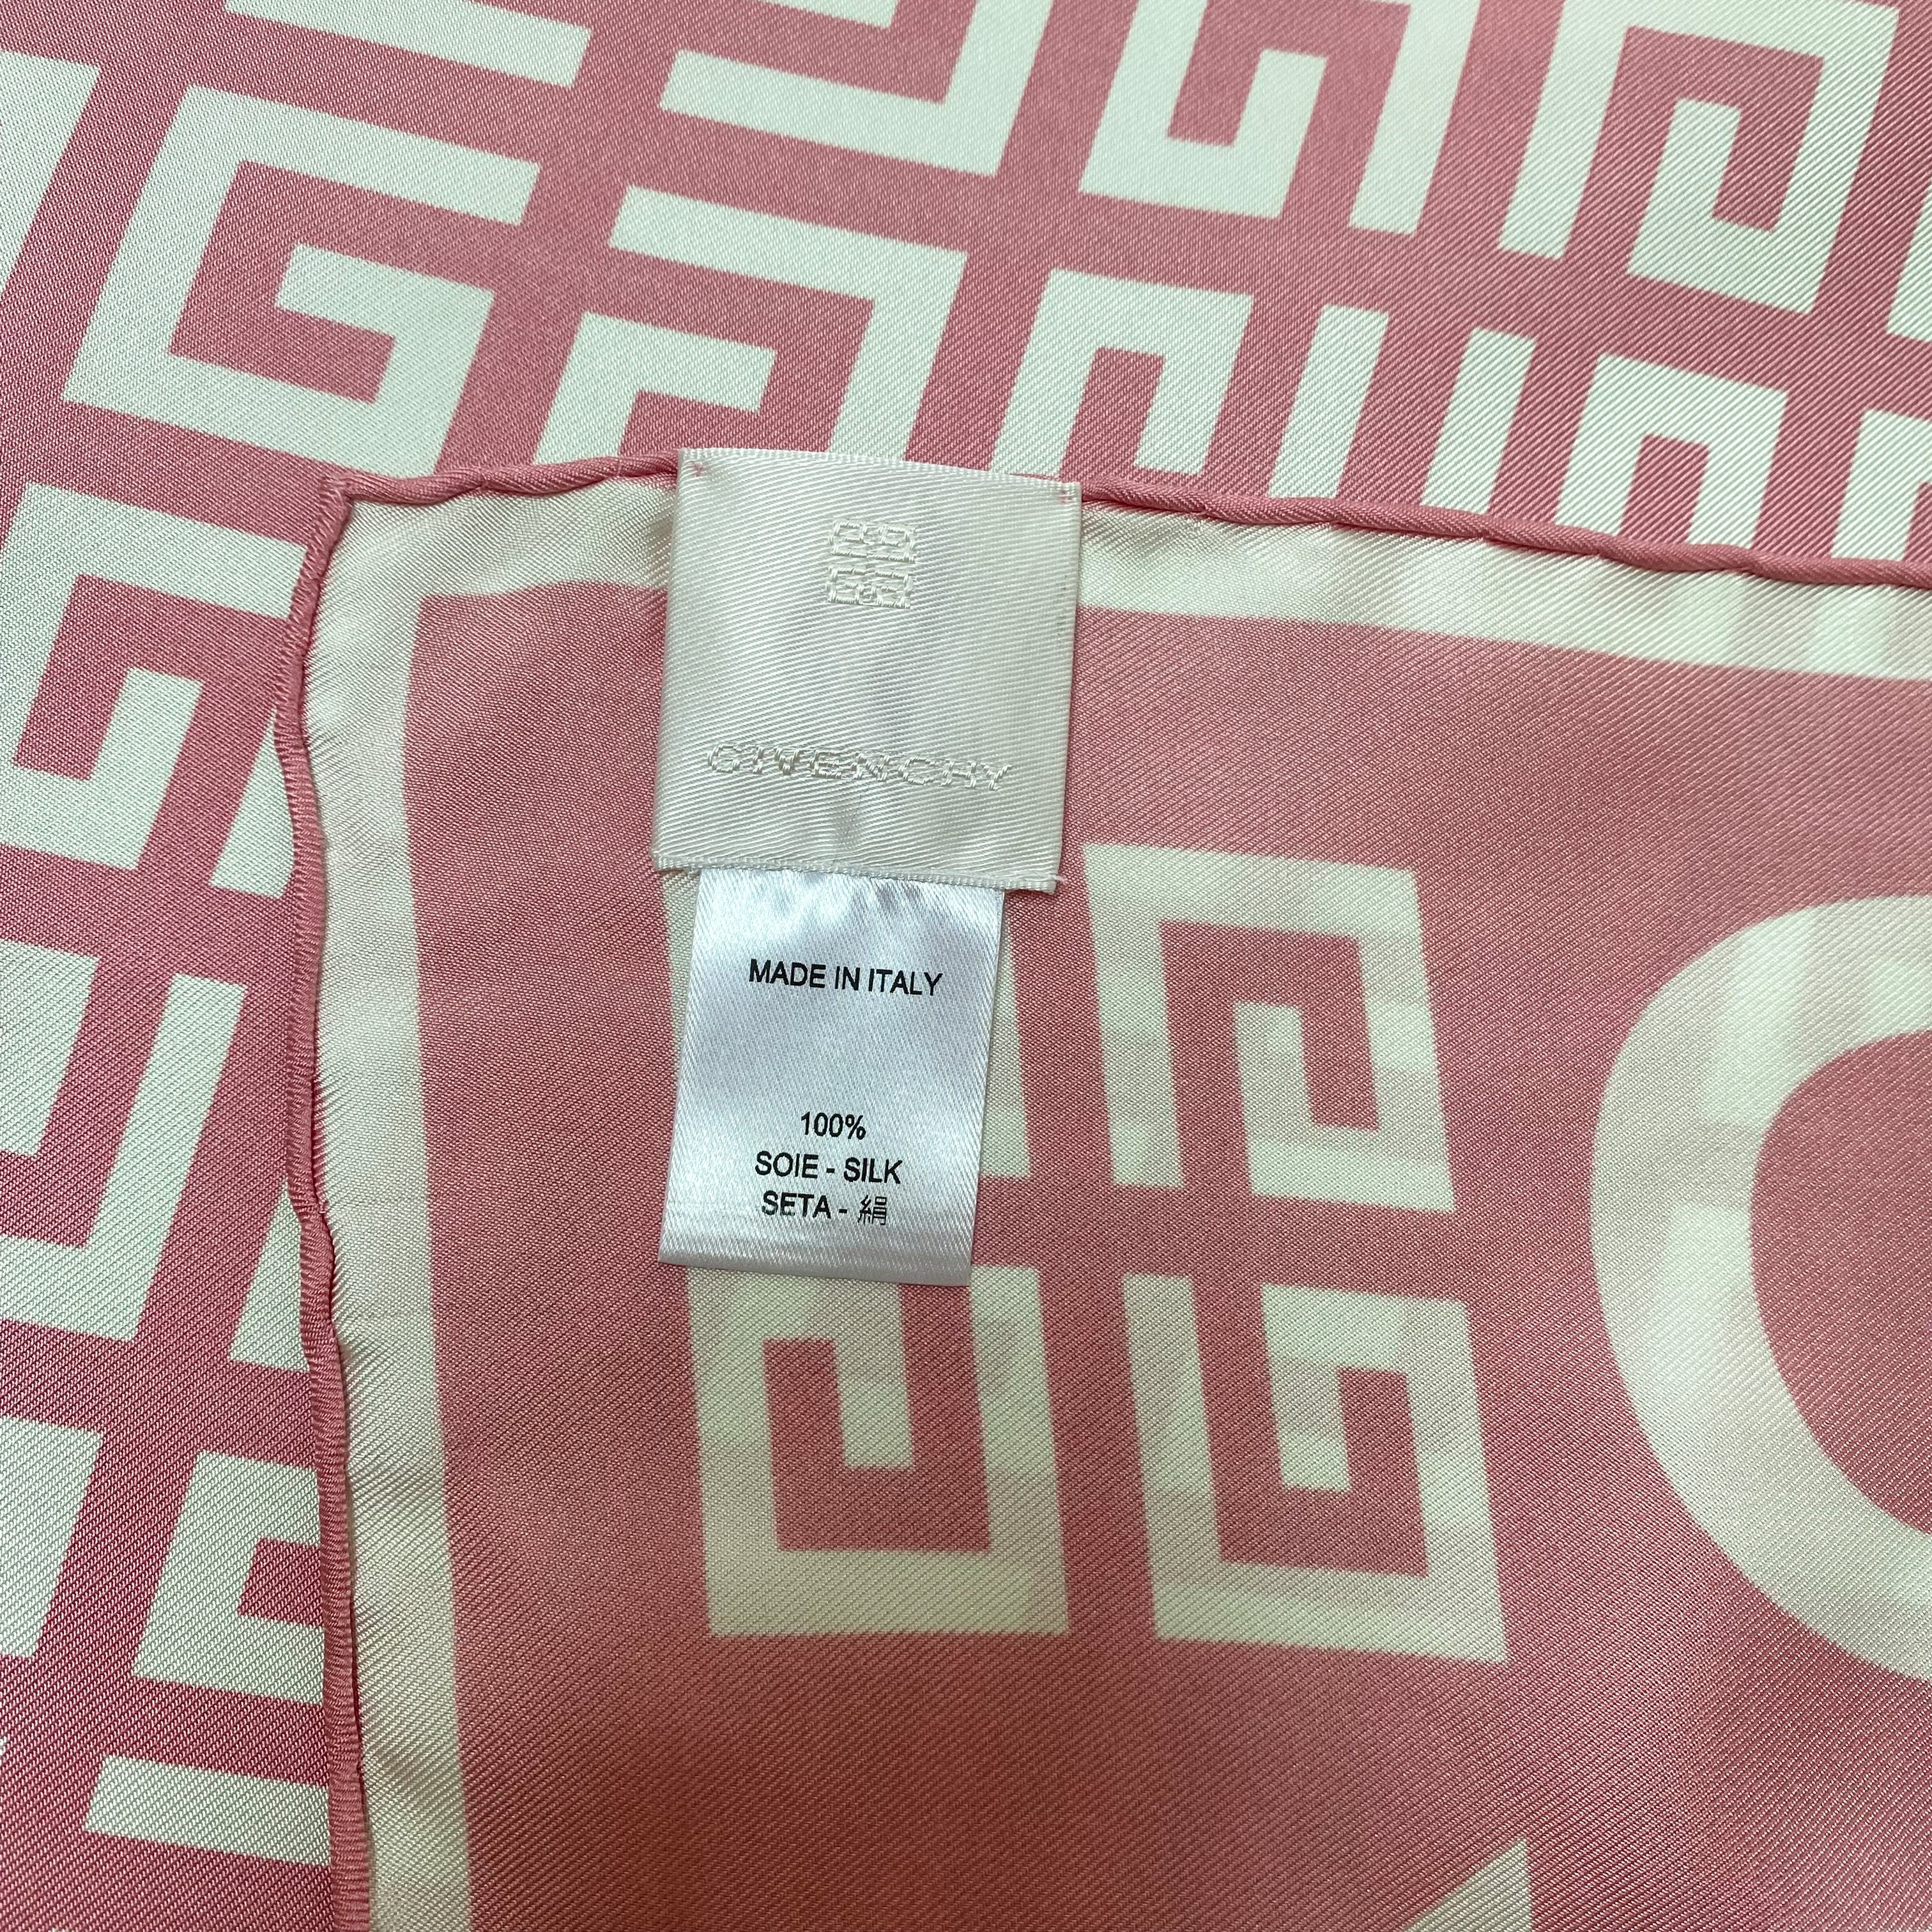 GIVENCHY
MADE IN ITALY
100%
SOIE - SILK
SETA - 絹